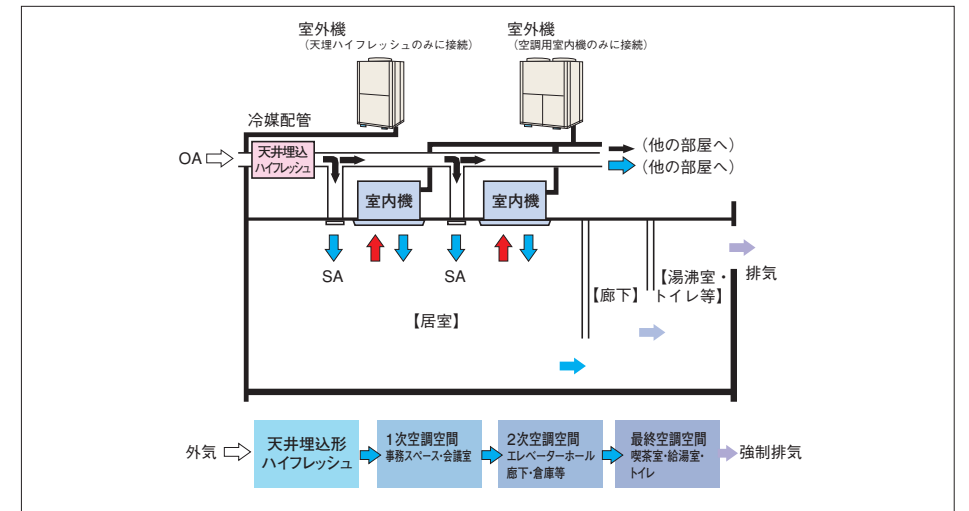 室外機
（天埋ハイフレッシュのみに接続）
室外機
（空調用室内機のみに接続）
冷媒配管
OA
天井埋込
ハイフレッシュ
（他の部屋へ）
（他の部屋へ）
室内機
室内機
SA
SA
【居室】
【廊下】
【湯沸室・
トイレ等】
排気
外気
天井埋込形
ハイフレッシュ
1次空調空間
事務スペース・会議室
2次空調空間
エレベーターホール
廊下・倉庫等
最終空調空間
喫茶室・給湯室・
トイレ
強制排気